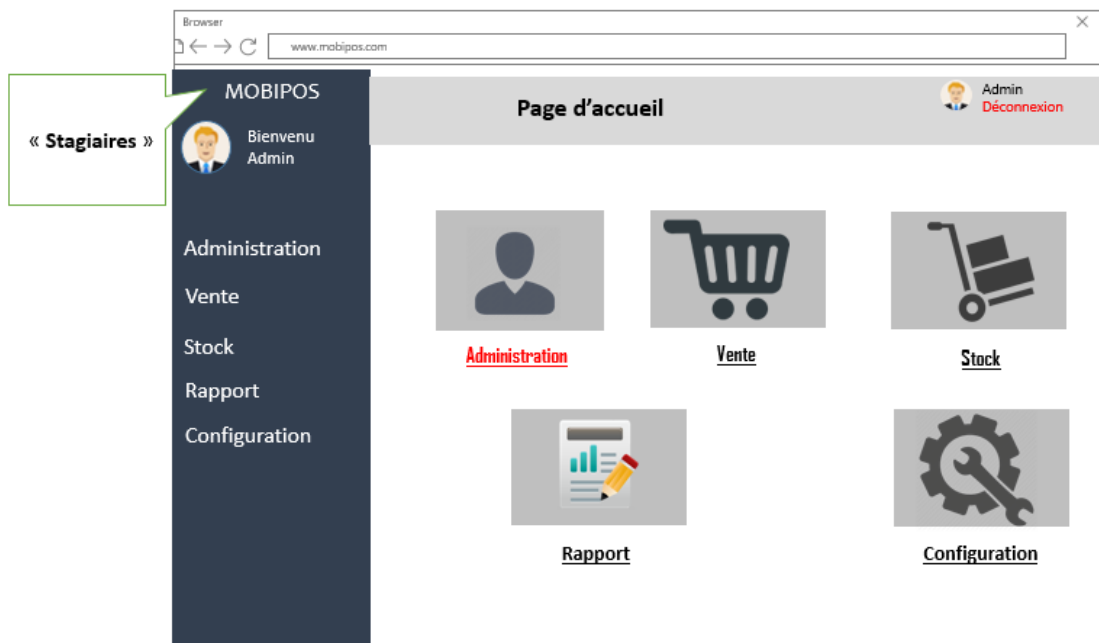 Browser
www.mobipos.com
« Stagiaires »
MOBIPOS
Bienvenu
Admin
Administration
Vente
Stock
Rapport
Configuration
Page d’accueil
Admin
Déconnexion
Administration
Vente
Stock
Rapport
Configuration